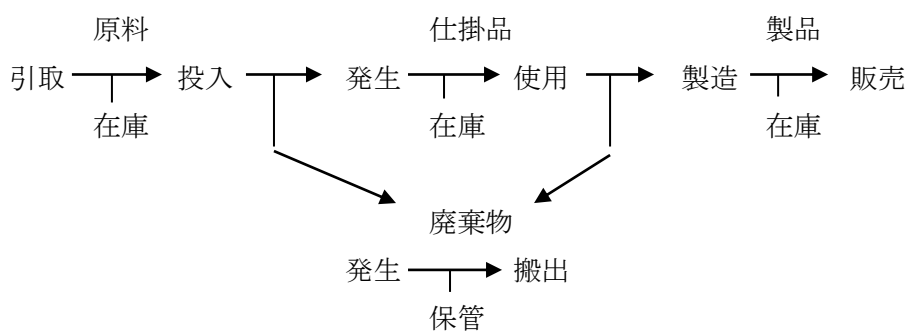 原料 仕掛品 製品
引取 投入 発生 使用 製造 販売
在庫 在庫 在庫
廃棄物
発生 搬出
保管